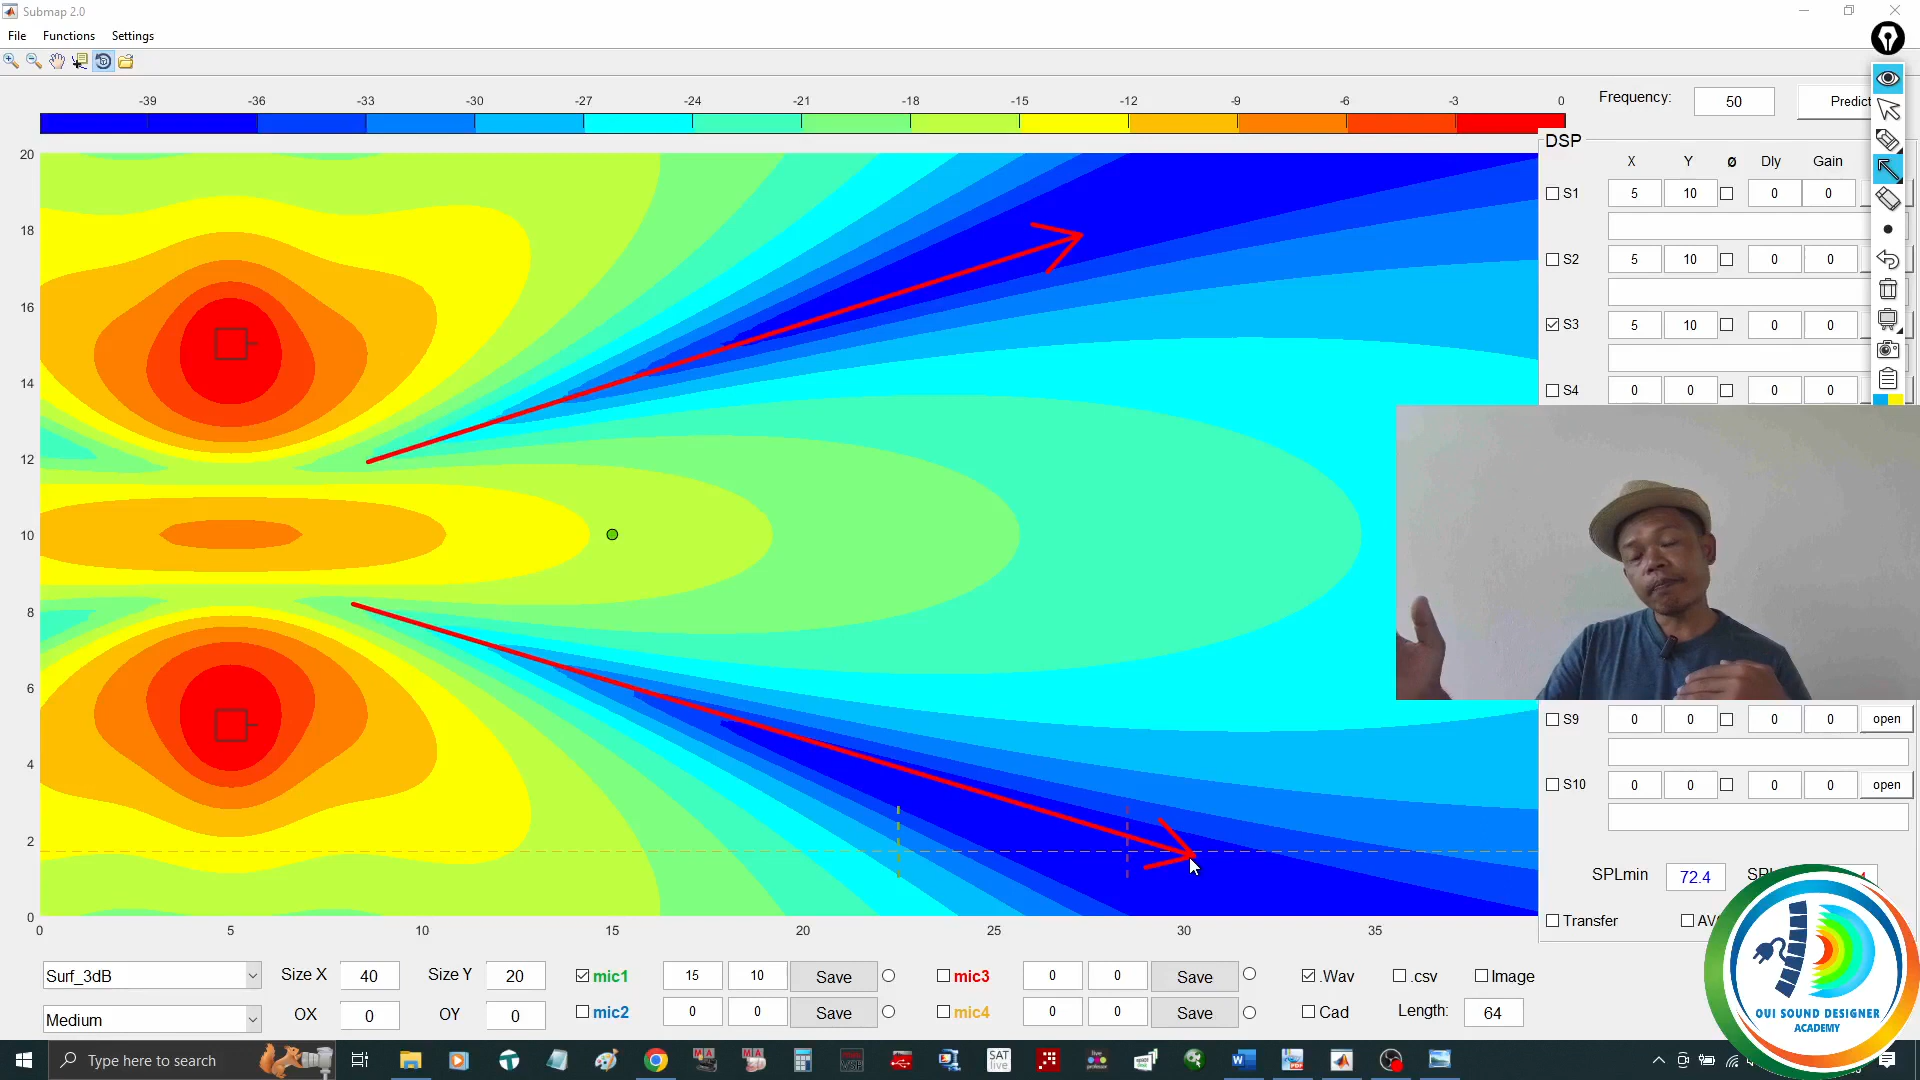 Submap 2.0
File Functions Settings
-39 -36 -33 -30 -27 -24 -21 -18 -15 -12 -9 -6 -3 0
Frequency: 50 Predict
DSP
X Y Ø Dly Gain
S1 5 10 0 0
S2 5 10 0 0
S3 5 10 0 0
S4 0 0 0 0
S9 0 0 0 0 open
S10 0 0 0 0 open
SPLmin 72.4
Transfer
20
18
16
14
12
10
8
6
4
2
0
0 5 10 15 20 25 30 35
Surf_3dB Size X 40 Size Y 20 mic1 15 10 Save mic3 0 0 Save .Wav .csv Image
Medium OX 0 OY 0 mic2 0 0 Save mic4 0 0 Save Cad Length: 64
OUI SOUND DESIGNER
ACADEMY
Type here to search
SAT
live